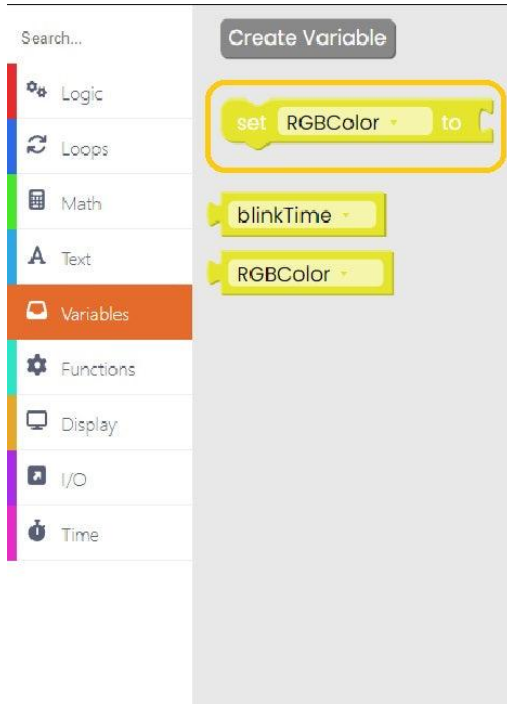 Search...
Logic
Loops
Math
Text
Variables
Functions
Display
I/O
Time
Create Variable
set RGBColor to
blinkTime
RGBColor